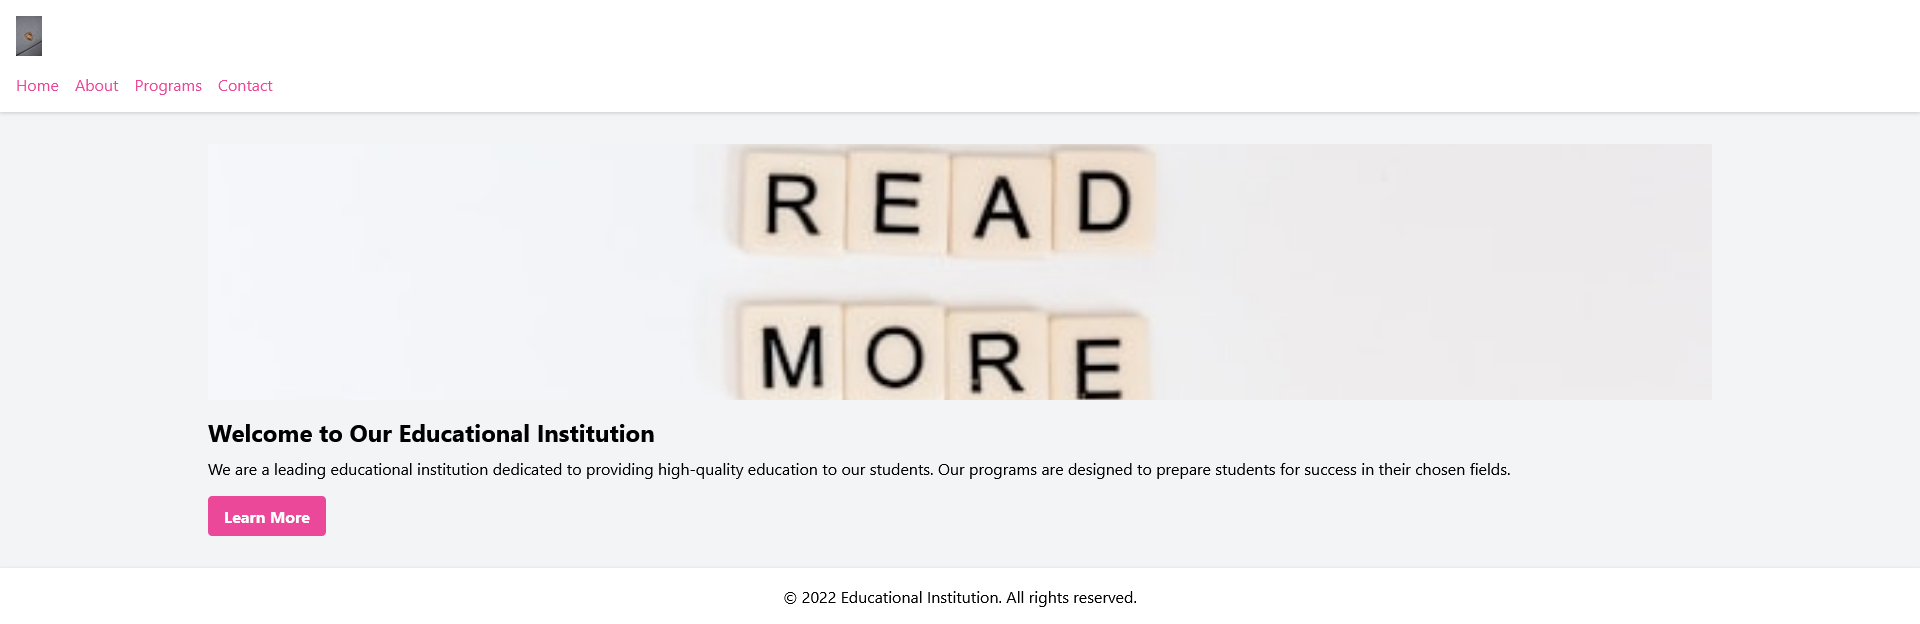 Home About Programs Contact
READ
MORE
Welcome to Our Educational Institution
We are a leading educational institution dedicated to providing high-quality education to our students. Our programs are designed to prepare students for success in their chosen fields.
Learn More
© 2022 Educational Institution. All rights reserved.